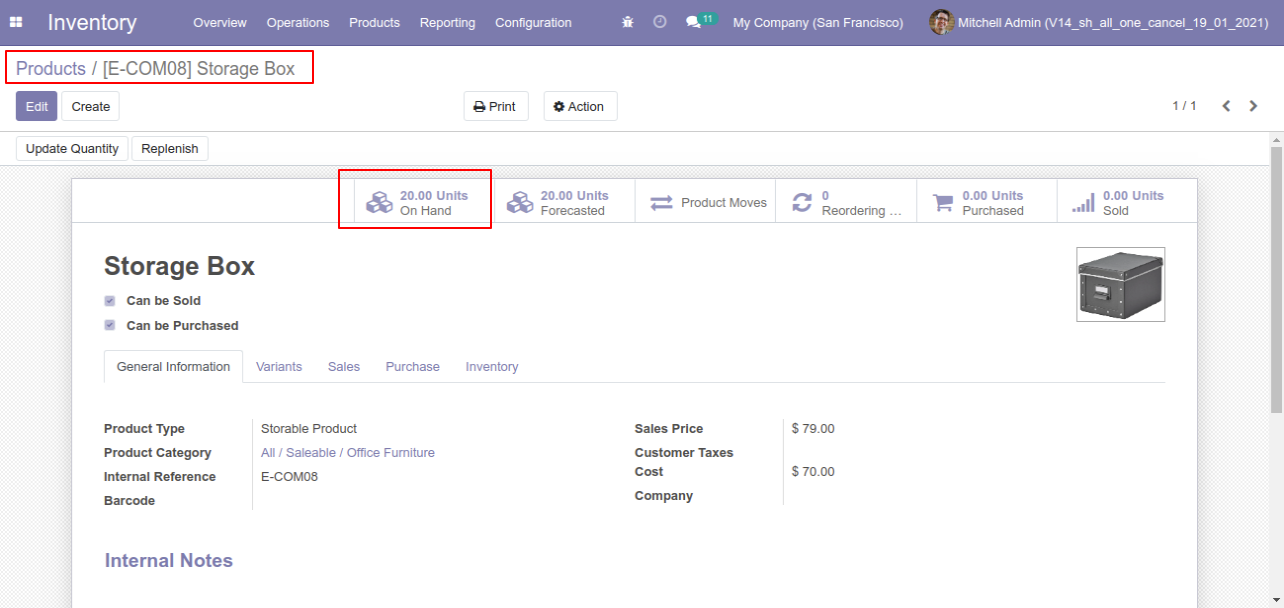 Inventory Overview Operations Products Reporting Configuration 11 My Company (San Francisco) Mitchell Admin (V14_sh_all_one_cancel_19_01_2021)
Products / [E-COM08] Storage Box
Edit Create Print Action 1 / 1
Update Quantity Replenish
20.00 Units 20.00 Units Product Moves 0 0.00 Units 0.00 Units
On Hand Forecasted Reordering ... Purchased Sold
Storage Box
Can be Sold
Can be Purchased
General Information Variants Sales Purchase Inventory
Product Type Storable Product Sales Price $ 79.00
Product Category All / Saleable / Office Furniture Customer Taxes
Internal Reference E-COM08 Cost $ 70.00
Barcode Company
Internal Notes